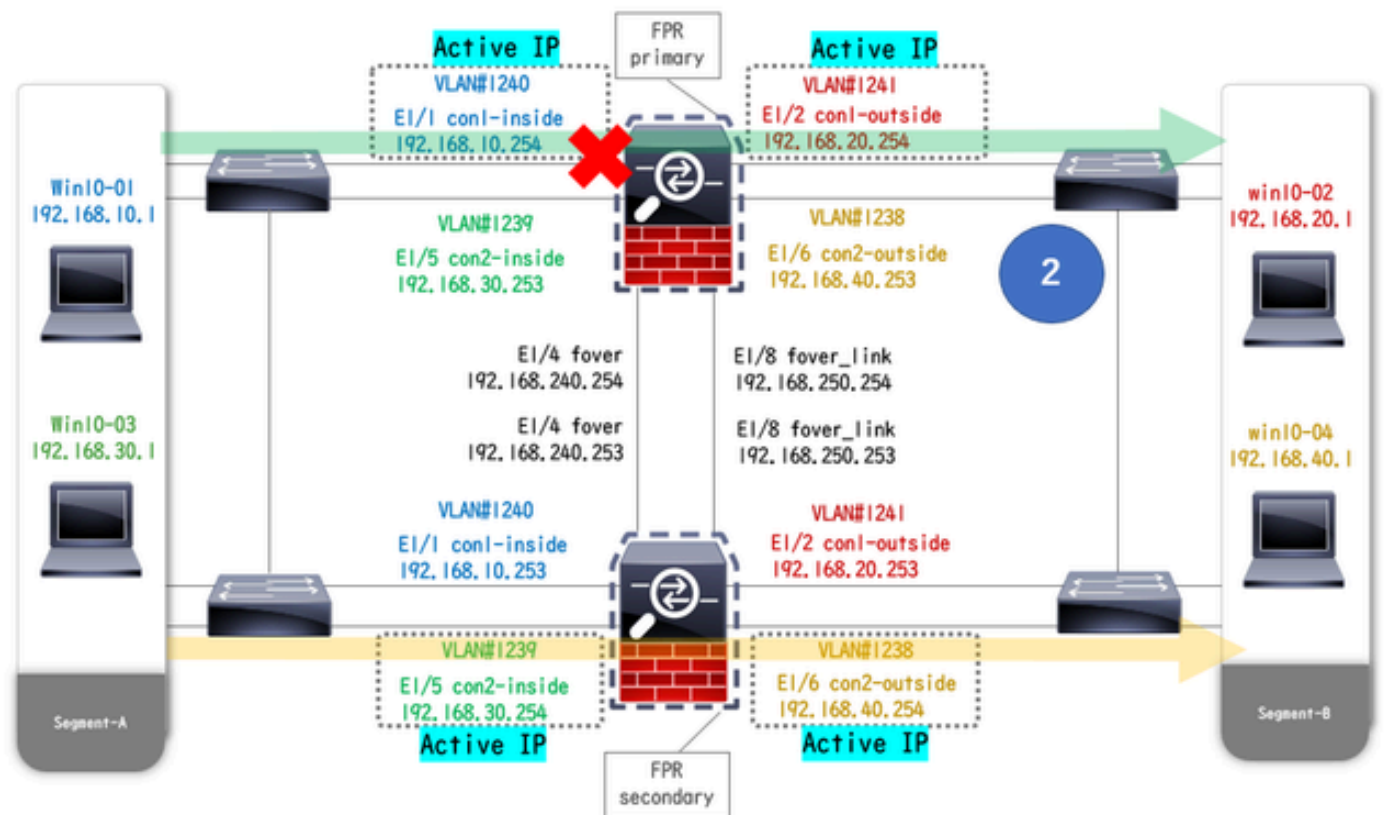 FPR
primary
Active IP
VLAN#1240
E1/1 con1-inside
192.168.10.254
Active IP
VLAN#1241
E1/2 con1-outside
192.168.20.254
Win10-01
192.168.10.1
win10-02
192.168.20.1
VLAN#1239
E1/5 con2-inside
192.168.30.253
VLAN#1238
E1/6 con2-outside
192.168.40.253
2
E1/4 fover
192.168.240.254
E1/8 fover_link
192.168.250.254
E1/4 fover
192.168.240.253
E1/8 fover_link
192.168.250.253
Win10-03
192.168.30.1
win10-04
192.168.40.1
VLAN#1240
E1/1 con1-inside
192.168.10.253
VLAN#1241
E1/2 con1-outside
192.168.20.253
VLAN#1239
E1/5 con2-inside
192.168.30.254
Active IP
VLAN#1238
E1/6 con2-outside
192.168.40.254
Active IP
Segment-A
Segment-B
FPR
secondary